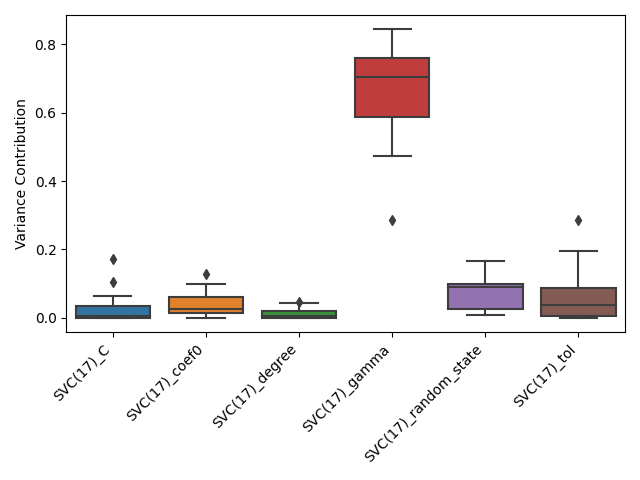 Variance Contribution
0.8
0.6
0.4
0.2
0.0
SVC(17)_C
SVC(17)_coef0
SVC(17)_degree
SVC(17)_gamma
SVC(17)_random_state
SVC(17)_tol